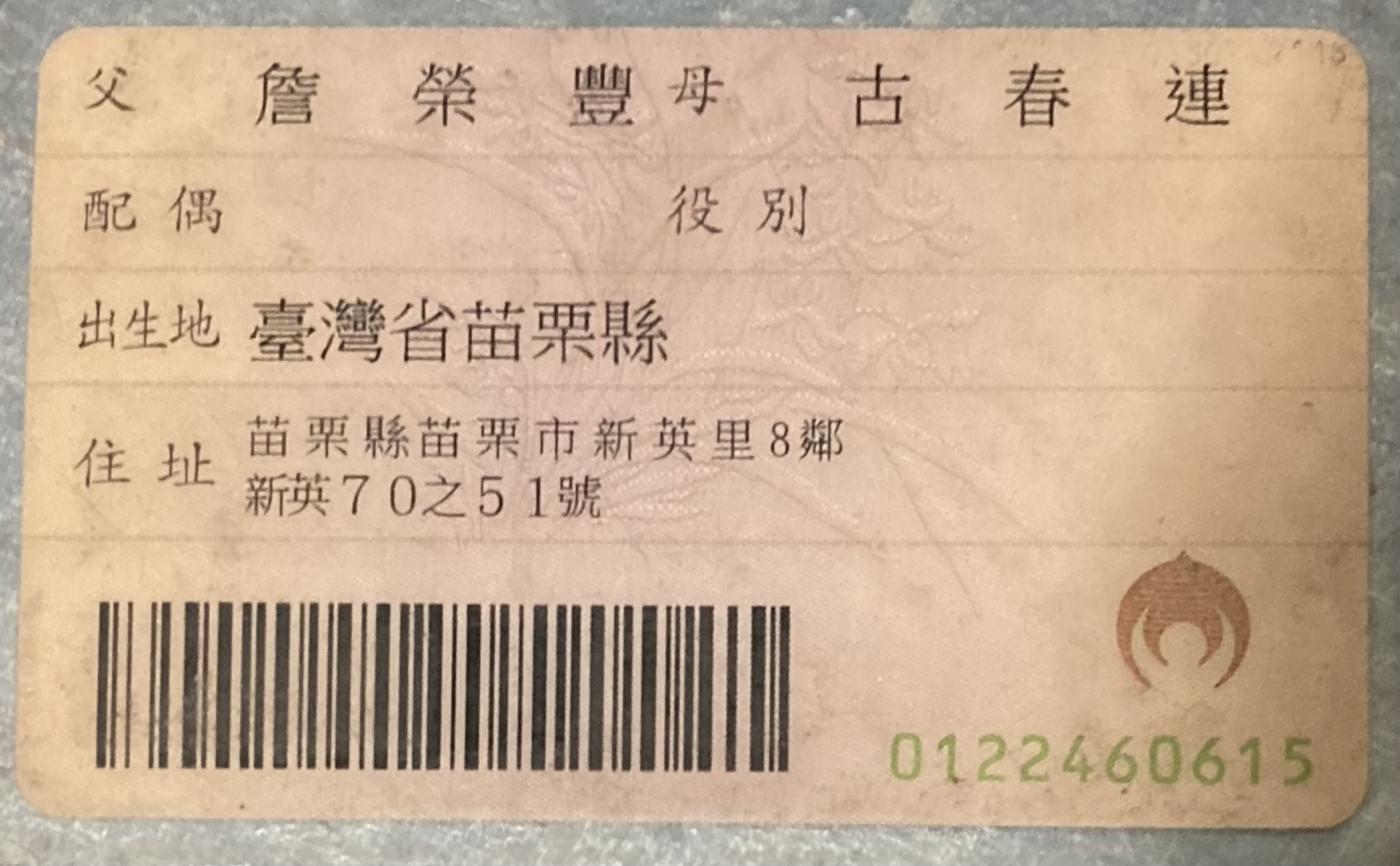 父 詹榮豐 母 古春連
配偶 役別
出生地 臺灣省苗栗縣
住址 苗栗縣苗栗市新英里8鄰
新英70之51號
0122460615